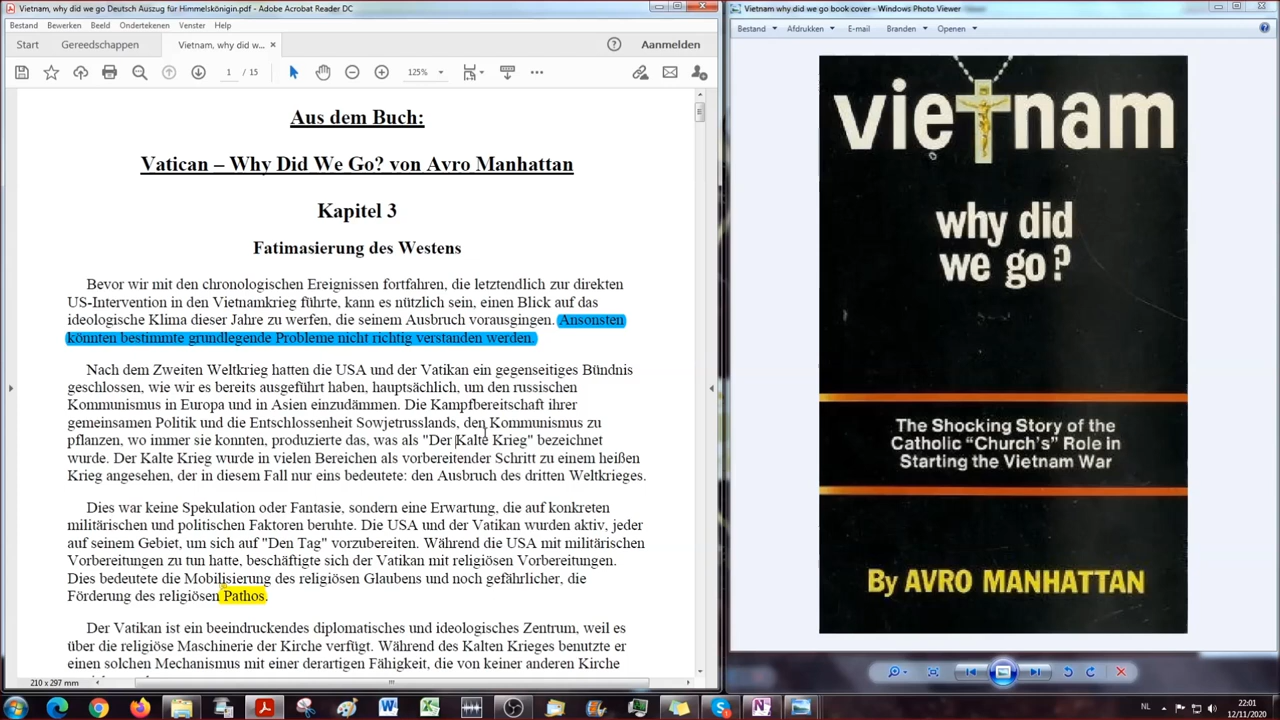 Vietnam, why did we go Deutsch Auszug für Himmelskönigin.pdf - Adobe Acrobat Reader DC
Bestand Bewerken Beeld Ondertekenen Venster Help
Start Gereedschappen Vietnam, why did w... × Aanmelden
1 / 15 125%
Aus dem Buch:
Vatican – Why Did We Go? von Avro Manhattan
Kapitel 3
Fatimasierung des Westens
Bevor wir mit den chronologischen Ereignissen fortfahren, die letztendlich zur direkten
US-Intervention in den Vietnamkrieg führte, kann es nützlich sein, einen Blick auf das
ideologische Klima dieser Jahre zu werfen, die seinem Ausbruch vorausgingen. Ansonsten
könnten bestimmte grundlegende Probleme nicht richtig verstanden werden.
Nach dem Zweiten Weltkrieg hatten die USA und der Vatikan ein gegenseitiges Bündnis
geschlossen, wie wir es bereits ausgeführt haben, hauptsächlich, um den russischen
Kommunismus in Europa und in Asien einzudämmen. Die Kampfbereitschaft ihrer
gemeinsamen Politik und die Entschlossenheit Sowjetrusslands, den Kommunismus zu
pflanzen, wo immer sie konnten, produzierte das, was als "Der Kalte Krieg" bezeichnet
wurde. Der Kalte Krieg wurde in vielen Bereichen als vorbereitender Schritt zu einem heißen
Krieg angesehen, der in diesem Fall nur eins bedeutete: den Ausbruch des dritten Weltkrieges.
Dies war keine Spekulation oder Fantasie, sondern eine Erwartung, die auf konkreten
militärischen und politischen Faktoren beruhte. Die USA und der Vatikan wurden aktiv, jeder
auf seinem Gebiet, um sich auf "Den Tag" vorzubereiten. Während die USA mit militärischen
Vorbereitungen zu tun hatte, beschäftigte sich der Vatikan mit religiösen Vorbereitungen.
Dies bedeutete die Mobilisierung des religiösen Glaubens und noch gefährlicher, die
Förderung des religiösen Pathos.
Der Vatikan ist ein beeindruckendes diplomatisches und ideologisches Zentrum, weil es
über die religiöse Maschinerie der Kirche verfügt. Während des Kalten Krieges benutzte er
einen solchen Mechanismus mit einer derartigen Fähigkeit, die von keiner anderen Kirche
210 x 297 mm
Vietnam why did we go book cover - Windows Photo Viewer
Bestand Afdrukken E-mail Branden Openen
vietnam
why did
we go?
The Shocking Story of the
Catholic "Church's" Role in
Starting the Vietnam War
By AVRO MANHATTAN
NL 22:01
12/11/2020